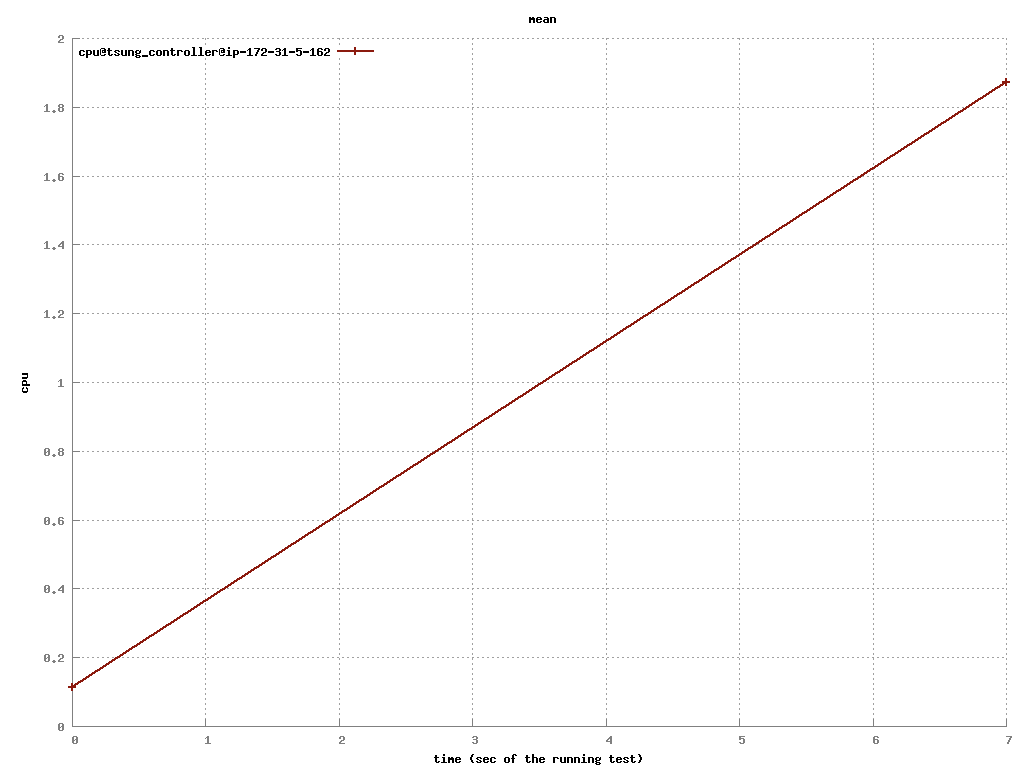 mean
cpu@tsung_controller@ip-172-31-5-162
2
1.8
1.6
1.4
1.2
1
0.8
0.6
0.4
0.2
0
cpu
0 1 2 3 4 5 6 7
time (sec of the running test)